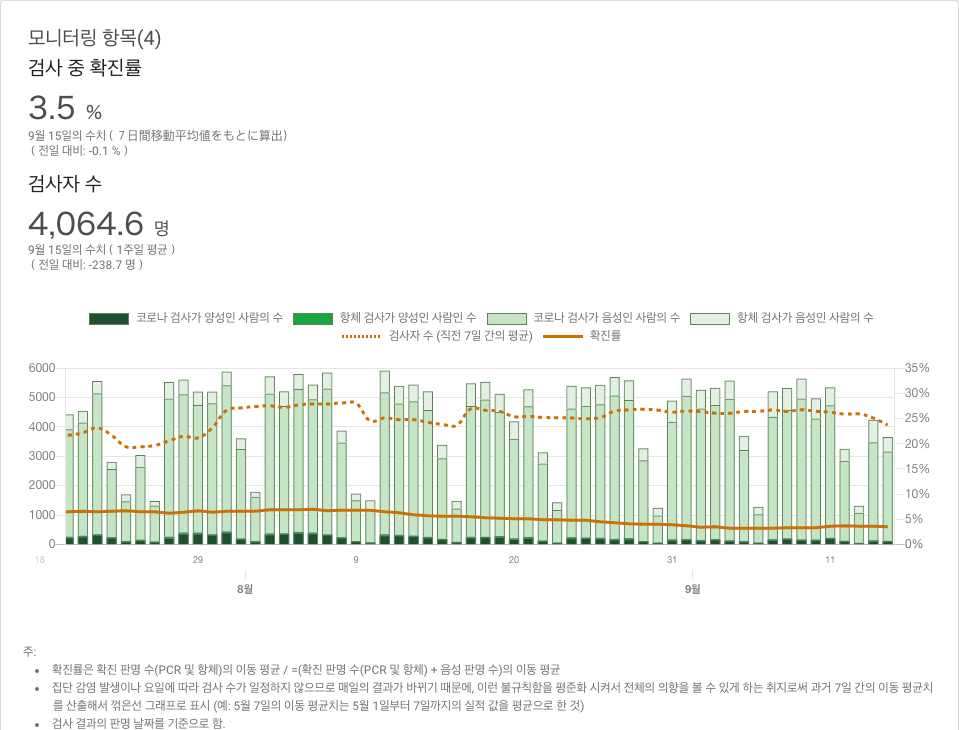 모니터링 항목(4)
검사 중 확진률
3.5 %
9월 15일의 수치 ( ７日間移動平均値をもとに算出)
( 전일 대비: -0.1 % )
검사자 수
4,064.6 명
9월 15일의 수치 ( 1주일 평균 )
( 전일 대비: -238.7 명 )
코로나 검사가 양성인 사람의 수 항체 검사가 양성인 사람인 수 코로나 검사가 음성인 사람의 수 항체 검사가 음성인 사람의 수
검사자 수 (직전 7일 간의 평균) 확진률
6000 35%
5000 30%
4000 25%
3000 20%
2000 15%
1000 10%
0 5%
0%
18 29 9 20 31 11
8월 9월
주:
확진률은 확진 판명 수(PCR 및 항체)의 이동 평균 / =(확진 판명 수(PCR 및 항체) + 음성 판명 수)의 이동 평균
집단 감염 발생이나 요일에 따라 검사 수가 일정하지 않으므로 매일의 결과가 바뀌기 때문에, 이런 불규칙함을 평준화 시켜서 전체의 의향을 볼 수 있게 하는 취지로써 과거 7일 간의 이동 평균치
를 산출해서 꺾은선 그래프로 표시 (예: 5월 7일의 이동 평균치는 5월 1일부터 7일까지의 실적 값을 평균으로 한 것)
검사 결과의 판명 날짜를 기준으로 함.